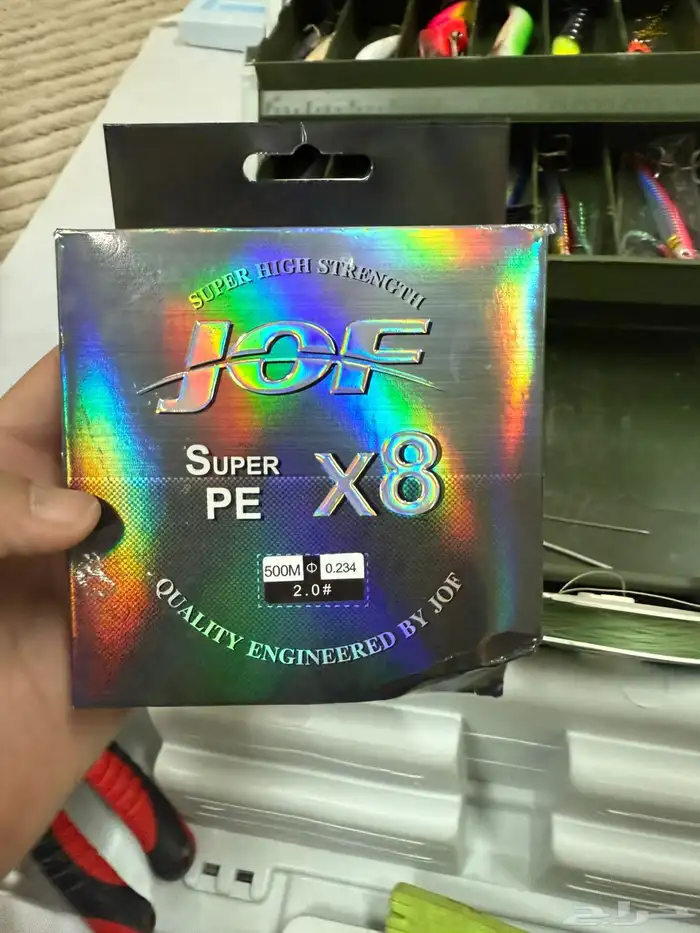 SUPER HIGH STRENGTH
JOF
SUPER
PE
X8
500M Φ 0.234
2.0#
QUALITY ENGINEERED BY JOF
حراج